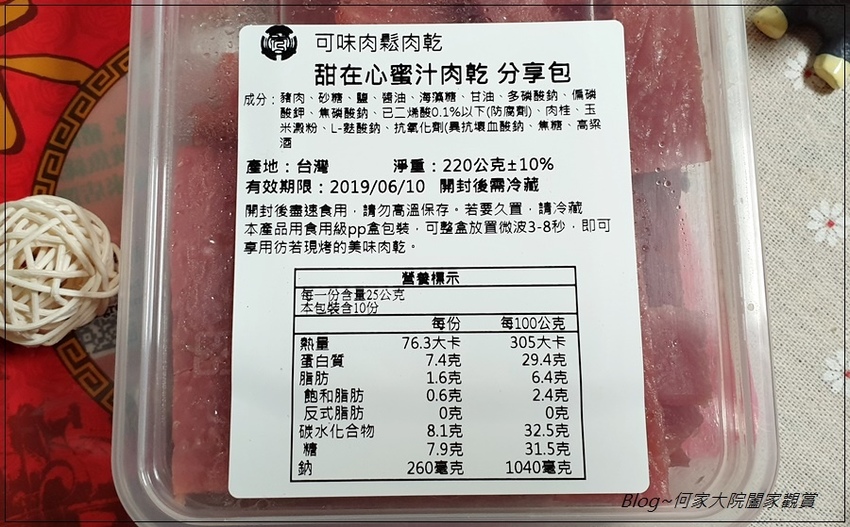 可味肉鬆肉乾
甜在心蜜汁肉乾 分享包
成分：豬肉、砂糖、鹽、醬油、海藻糖、甘油、多磷酸鈉、偏磷
酸鉀、焦磷酸鈉、已二烯酸0.1%以下(防腐劑)、肉桂、玉
米澱粉、L-麩酸鈉、抗氧化劑(異抗壞血酸鈉、焦糖、高粱
酒
產地：台灣 淨重：220公克±10%
有效期限：2019/06/10 開封後需冷藏
開封後盡速食用，請勿高溫保存。若要久置，請冷藏
本產品用食用級pp盒包裝，可整盒放置微波3-8秒，即可
享用彷若現烤的美味肉乾。
營養標示
每一份含量25公克
本包裝含10份
每份 每100公克
熱量 76.3大卡 305大卡
蛋白質 7.4克 29.4克
脂肪 1.6克 6.4克
飽和脂肪 0.6克 2.4克
反式脂肪 0克 0克
碳水化合物 8.1克 32.5克
糖 7.9克 31.5克
鈉 260毫克 1040毫克
Blog~何家大院闔家觀賞